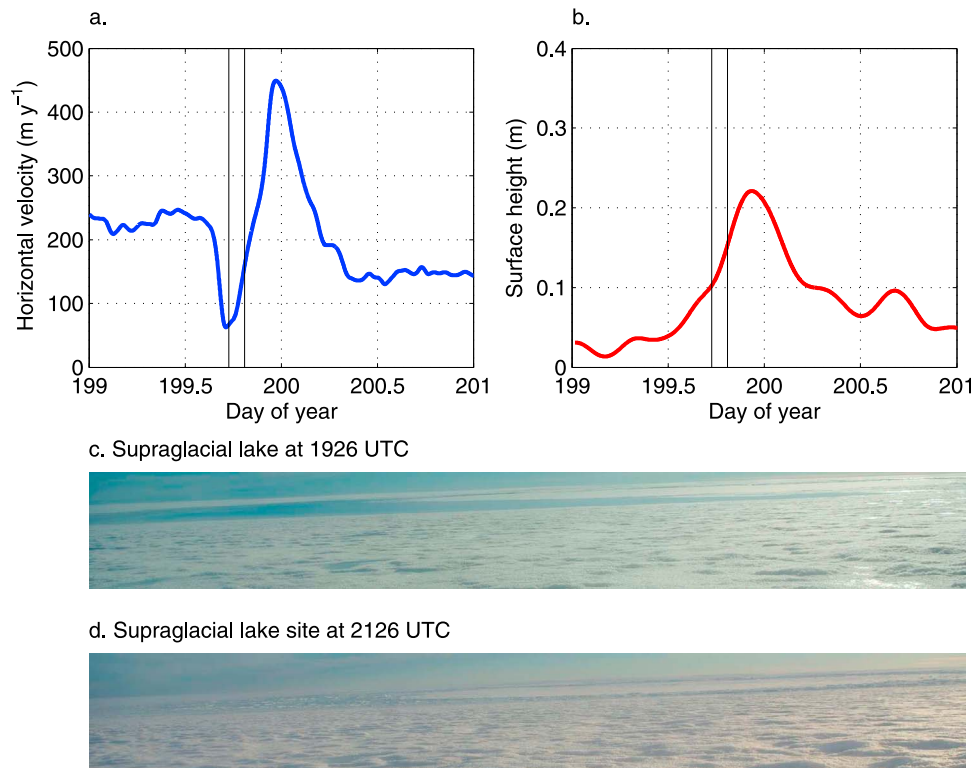 a.
500
400
300
200
100
0
Horizontal velocity (m y⁻¹)
199
199.5
200
200.5
201
Day of year
b.
0.4
0.3
0.2
0.1
0
Surface height (m)
199
199.5
200
200.5
201
Day of year
c. Supraglacial lake at 1926 UTC
d. Supraglacial lake site at 2126 UTC